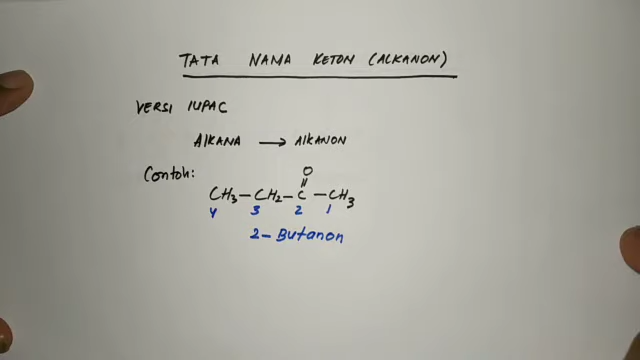 TATA NAMA KETON (ALKANON)
VERSI IUPAC
AlKANA → AlKANON
Contoh:
O
||
CH3 – CH2 – C – CH3
4 3 2 1
2 - Butanon